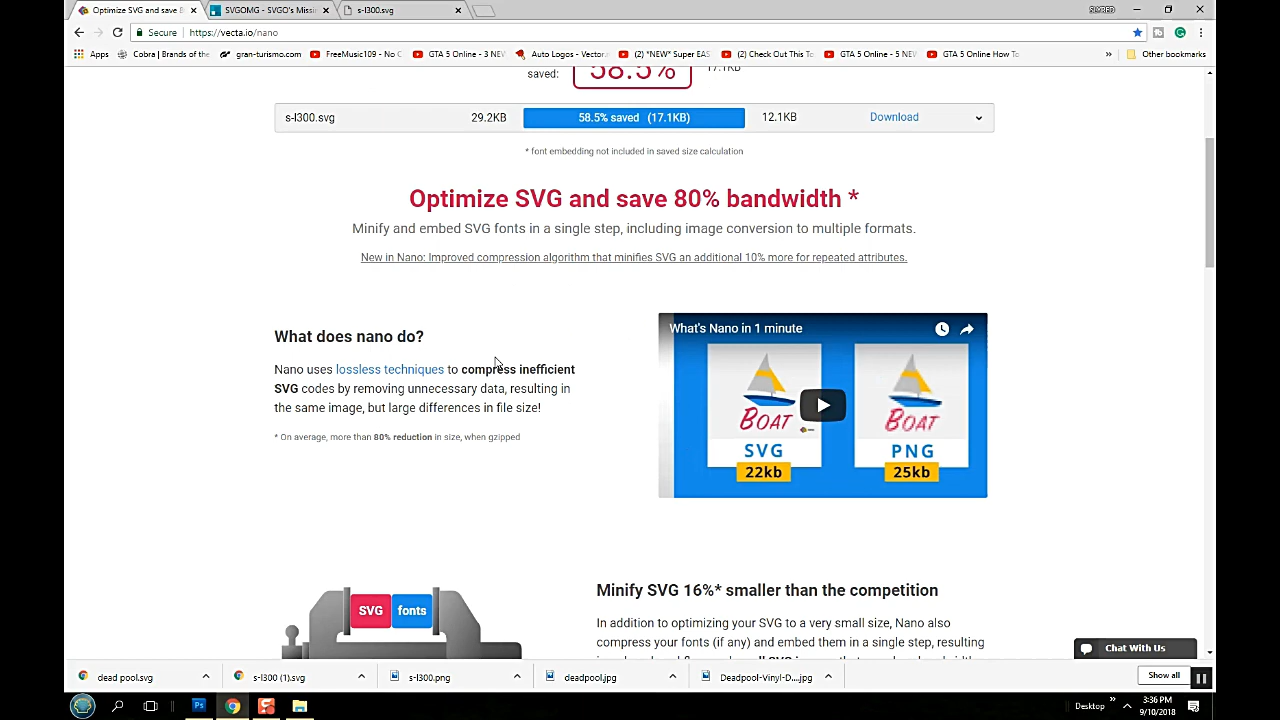 Optimize SVG and save 8
SVGOMG - SVGO's Missin
s-l300.svg
Secure
https://vecta.io/nano
Apps
Cobra | Brands of the
gran-turismo.com
FreeMusic109 - No C
GTA 5 Online - 3 NEW
Auto Logos - Vector.
(2) *NEW* Super EAS
(2) Check Out This To
GTA 5 Online - 5 NEW
GTA 5 Online How To
»
Other bookmarks
saved:
58.5%
17.1KB
s-l300.svg
29.2KB
58.5% saved (17.1KB)
12.1KB
Download
* font embedding not included in saved size calculation
Optimize SVG and save 80% bandwidth *
Minify and embed SVG fonts in a single step, including image conversion to multiple formats.
New in Nano: Improved compression algorithm that minifies SVG an additional 10% more for repeated attributes.
What does nano do?
Nano uses lossless techniques to compress inefficient
SVG codes by removing unnecessary data, resulting in
the same image, but large differences in file size!
* On average, more than 80% reduction in size, when gzipped
What's Nano in 1 minute
BOAT
SVG
22kb
BOAT
PNG
25kb
SVG
fonts
Minify SVG 16%* smaller than the competition
In addition to optimizing your SVG to a very small size, Nano also
compress your fonts (if any) and embed them in a single step, resulting
Chat With Us
dead pool.svg
s-l300 (1).svg
s-l300.png
deadpool.jpg
Deadpool-Vinyl-D....jpg
Show all
Ps
Desktop
»
3:36 PM
9/10/2018